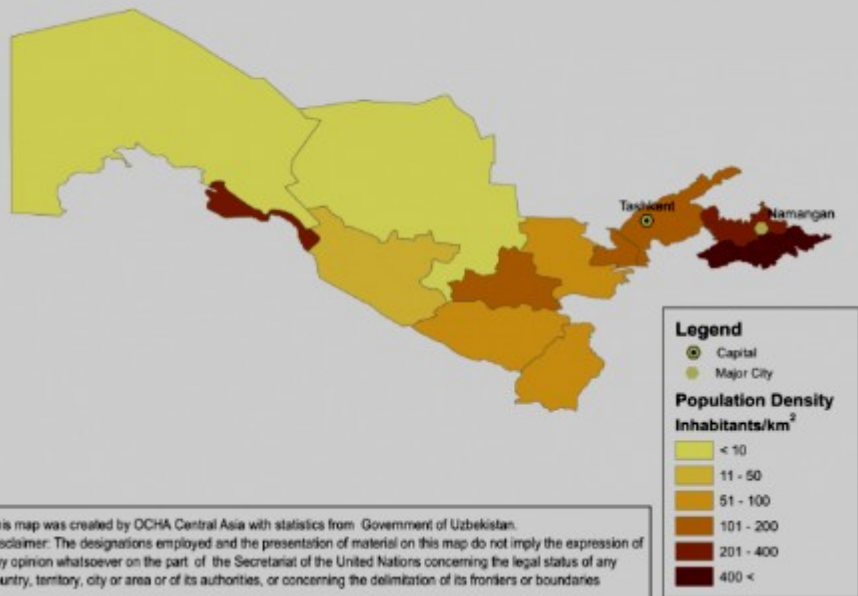 Tashkent
Namangan
Legend
Capital
Major City
Population Density
Inhabitants/km²
< 10
11 - 50
51 - 100
101 - 200
201 - 400
400 <
is map was created by OCHA Central Asia with statistics from Government of Uzbekistan.
sclaimer: The designations employed and the presentation of material on this map do not imply the expression of
y opinion whatsoever on the part of the Secretariat of the United Nations concerning the legal status of any
untry, territory, city or area or of its authorities, or concerning the delimitation of its frontiers or boundaries